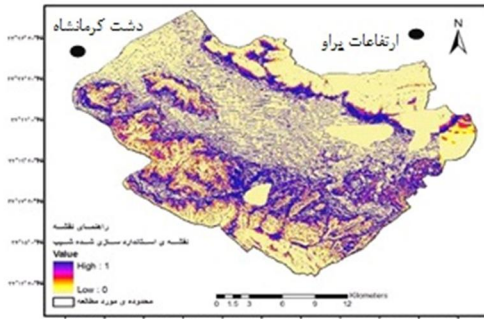 دشت کرمانشاه
ارتفاعات پراو
N
راهنمای نقشه
نقشه ی استاندارد سازی شده شیب
Value
High : 1
Low : 0
محدوده ی مورد مطالعه
Kilometers
0 1.5 3 6 9 12